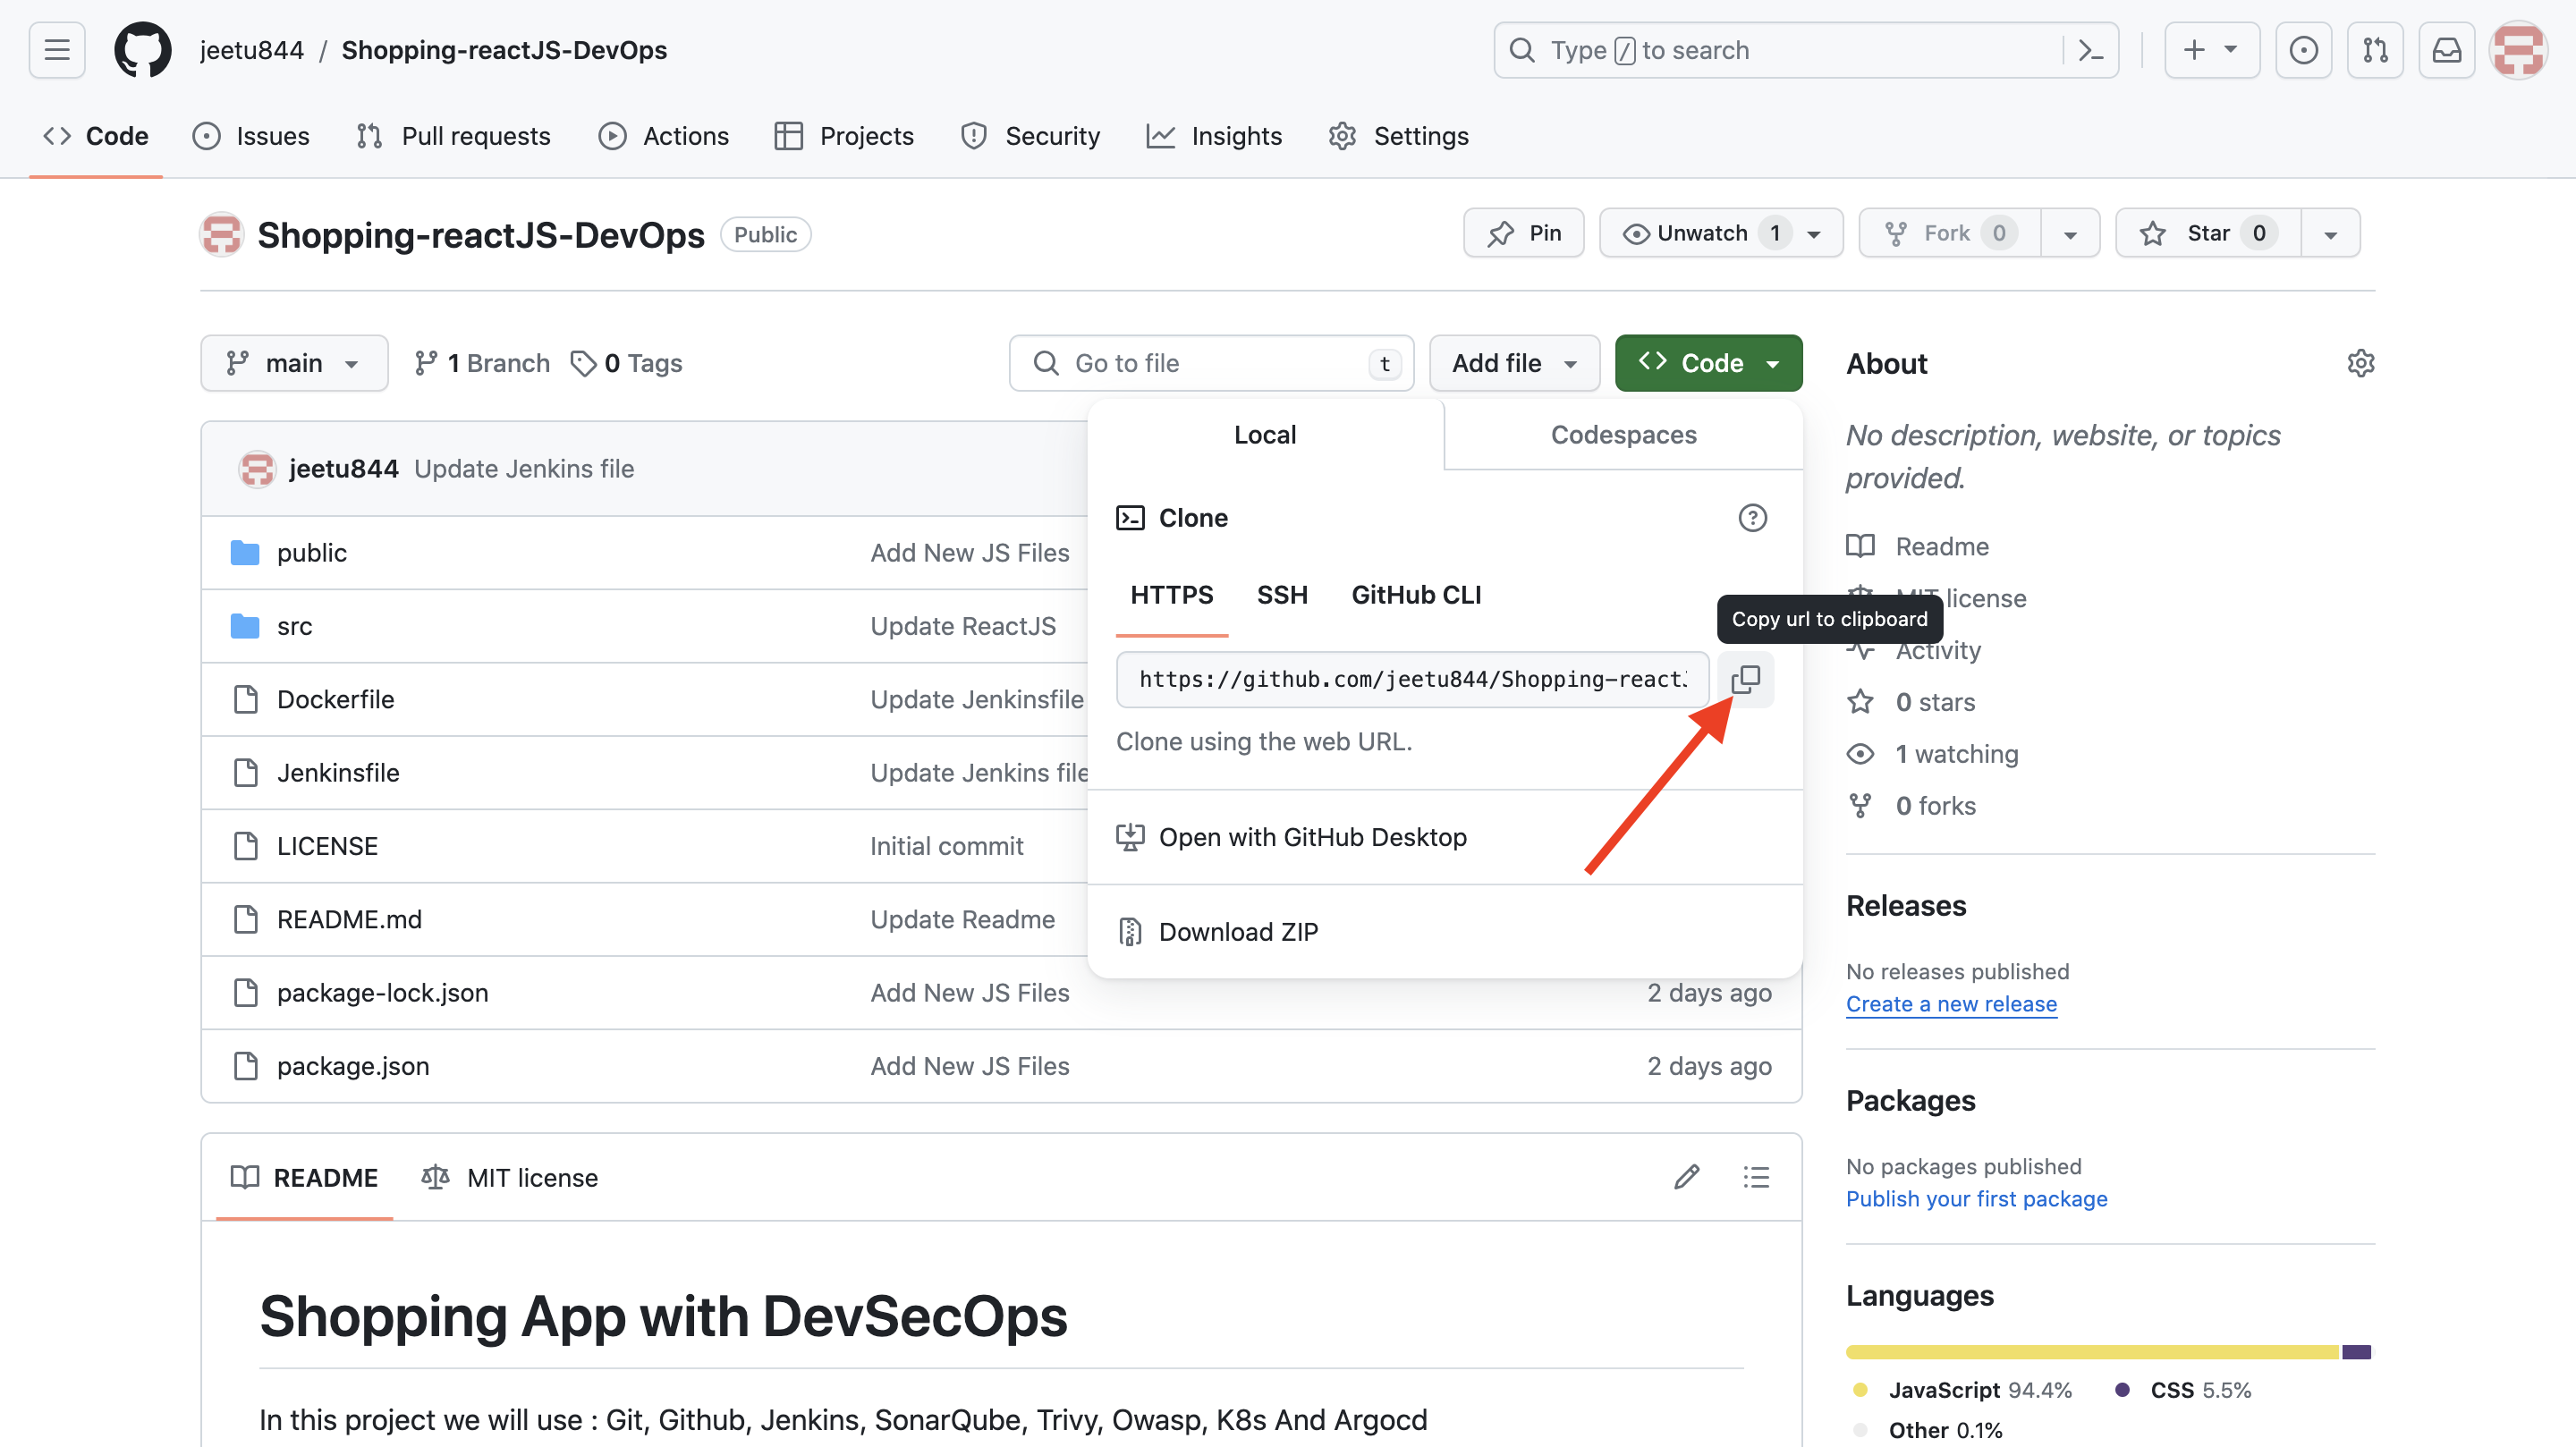 jeetu844 / Shopping-reactJS-DevOps
Type / to search
Code Issues Pull requests Actions Projects Security Insights Settings
Shopping-reactJS-DevOps Public
Pin Unwatch 1 Fork 0 Star 0
main 1 Branch 0 Tags Go to file t Add file Code
jeetu844 Update Jenkins file
public Add New JS Files
src Update ReactJS
Dockerfile Update Jenkinsfile
Jenkinsfile Update Jenkins file
LICENSE Initial commit
README.md Update Readme
package-lock.json Add New JS Files 2 days ago
package.json Add New JS Files 2 days ago
Local Codespaces
Clone
HTTPS SSH GitHub CLI
Copy url to clipboard
https://github.com/jeetu844/Shopping-react
Clone using the web URL.
Open with GitHub Desktop
Download ZIP
About
No description, website, or topics
provided.
Readme
MIT license
Activity
0 stars
1 watching
0 forks
Releases
No releases published
Create a new release
Packages
No packages published
Publish your first package
Languages
JavaScript 94.4% CSS 5.5%
Other 0.1%
README MIT license
Shopping App with DevSecOps
In this project we will use : Git, Github, Jenkins, SonarQube, Trivy, Owasp, K8s And Argocd